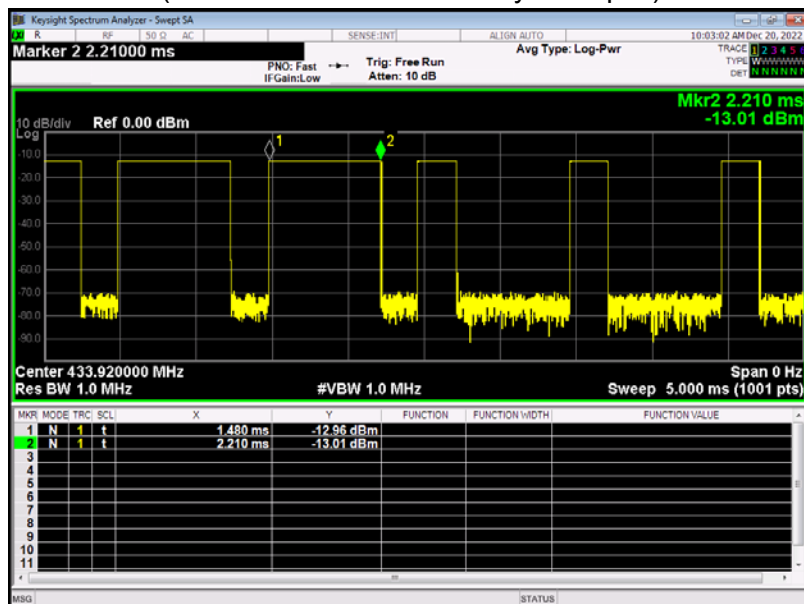 Keysight Spectrum Analyzer - Swept SA
R RF 50 Ω AC SENSE:INT ALIGN AUTO 10:03:02 AM Dec 20, 2022
Marker 2 2.21000 ms
Avg Type: Log-Pwr
TRACE 1 2 3 4 5
PNO: Fast Trig: Free Run
TYPE
IFGain:Low Atten: 10 dB
DET N N N N N
Mkr2 2.210 ms
10 dB/div Ref 0.00 dBm -13.01 dBm
Log
1 2
-10.0
-20.0
-30.0
-40.0
-50.0
-60.0
-70.0
-80.0
-90.0
Center 433.920000 MHz Span 0 Hz
Res BW 1.0 MHz #VBW 1.0 MHz Sweep 5.000 ms (1001 pts)
MKR MODE TRC SCL X Y FUNCTION FUNCTION WIDTH FUNCTION VALUE
1 N 1 t 1.480 ms -12.96 dBm
2 N 1 t 2.210 ms -13.01 dBm
3
4
5
6
7
8
9
10
11
MSG STATUS